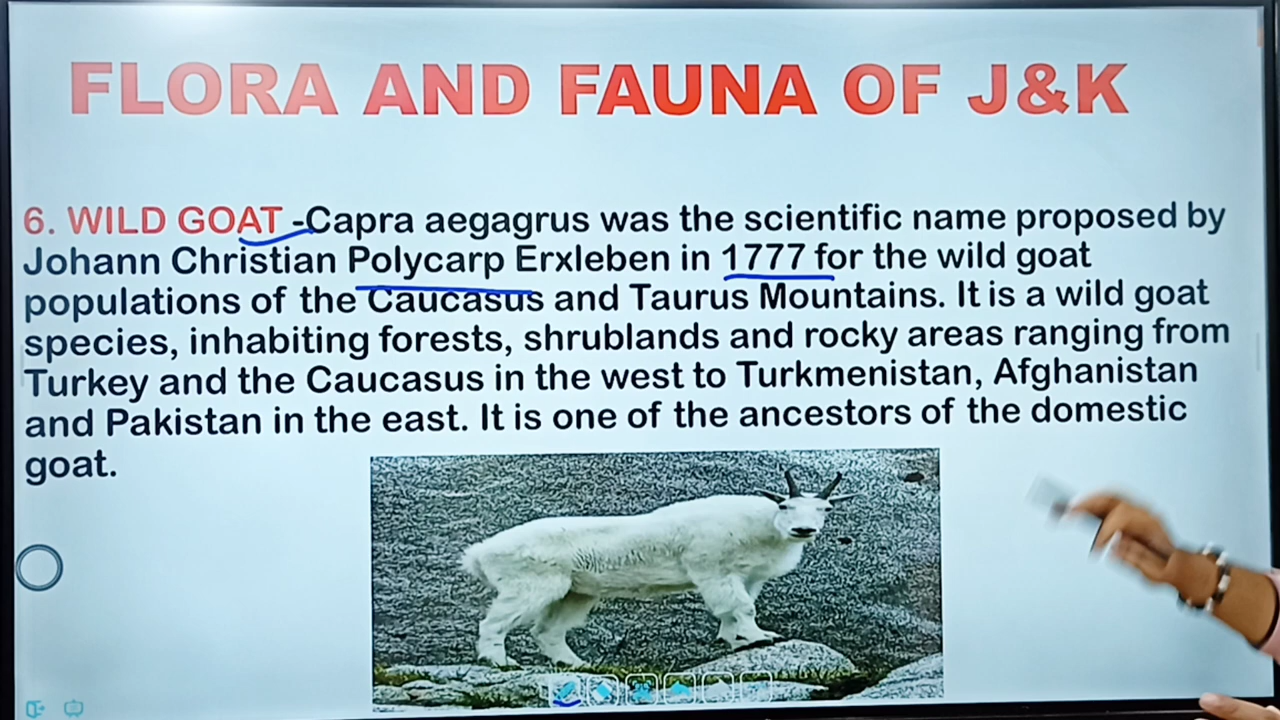 FLORA AND FAUNA OF J&K
6. WILD GOAT -Capra aegagrus was the scientific name proposed by
Johann Christian Polycarp Erxleben in 1777 for the wild goat
populations of the Caucasus and Taurus Mountains. It is a wild goat
species, inhabiting forests, shrublands and rocky areas ranging from
Turkey and the Caucasus in the west to Turkmenistan, Afghanistan
and Pakistan in the east. It is one of the ancestors of the domestic
goat.